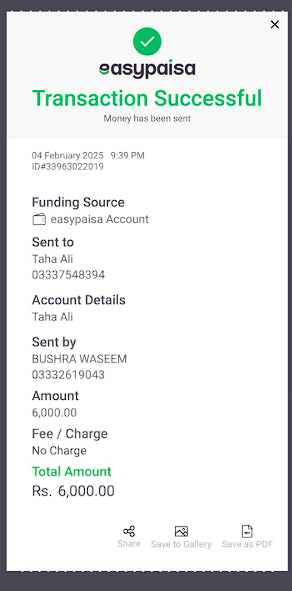 easypaisa
Transaction Successful
Money has been sent
04 February 2025 9:39 PM
ID#33963022019
Funding Source
easypaisa Account
Sent to
Taha Ali
03337548394
Account Details
Taha Ali
Sent by
BUSHRA WASEEM
03332619043
Amount
6,000.00
Fee / Charge
No Charge
Total Amount
Rs. 6,000.00
Share Save to Gallery Save as PDF